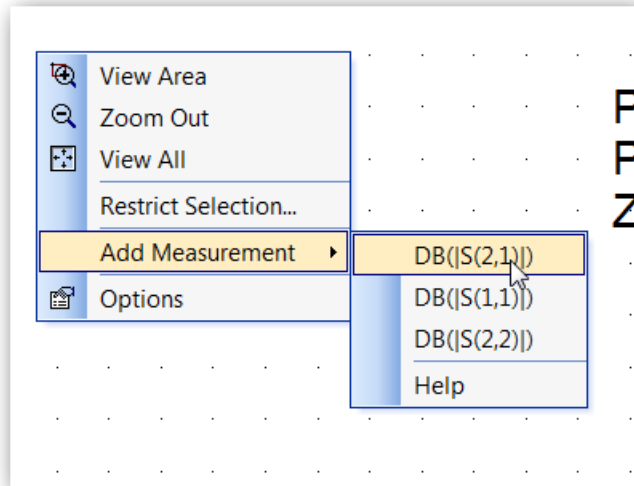 View Area
Zoom Out
View All
Restrict Selection...
Add Measurement
Options
DB(|S(2,1)|)
DB(|S(1,1)|)
DB(|S(2,2)|)
Help
P
P
Z